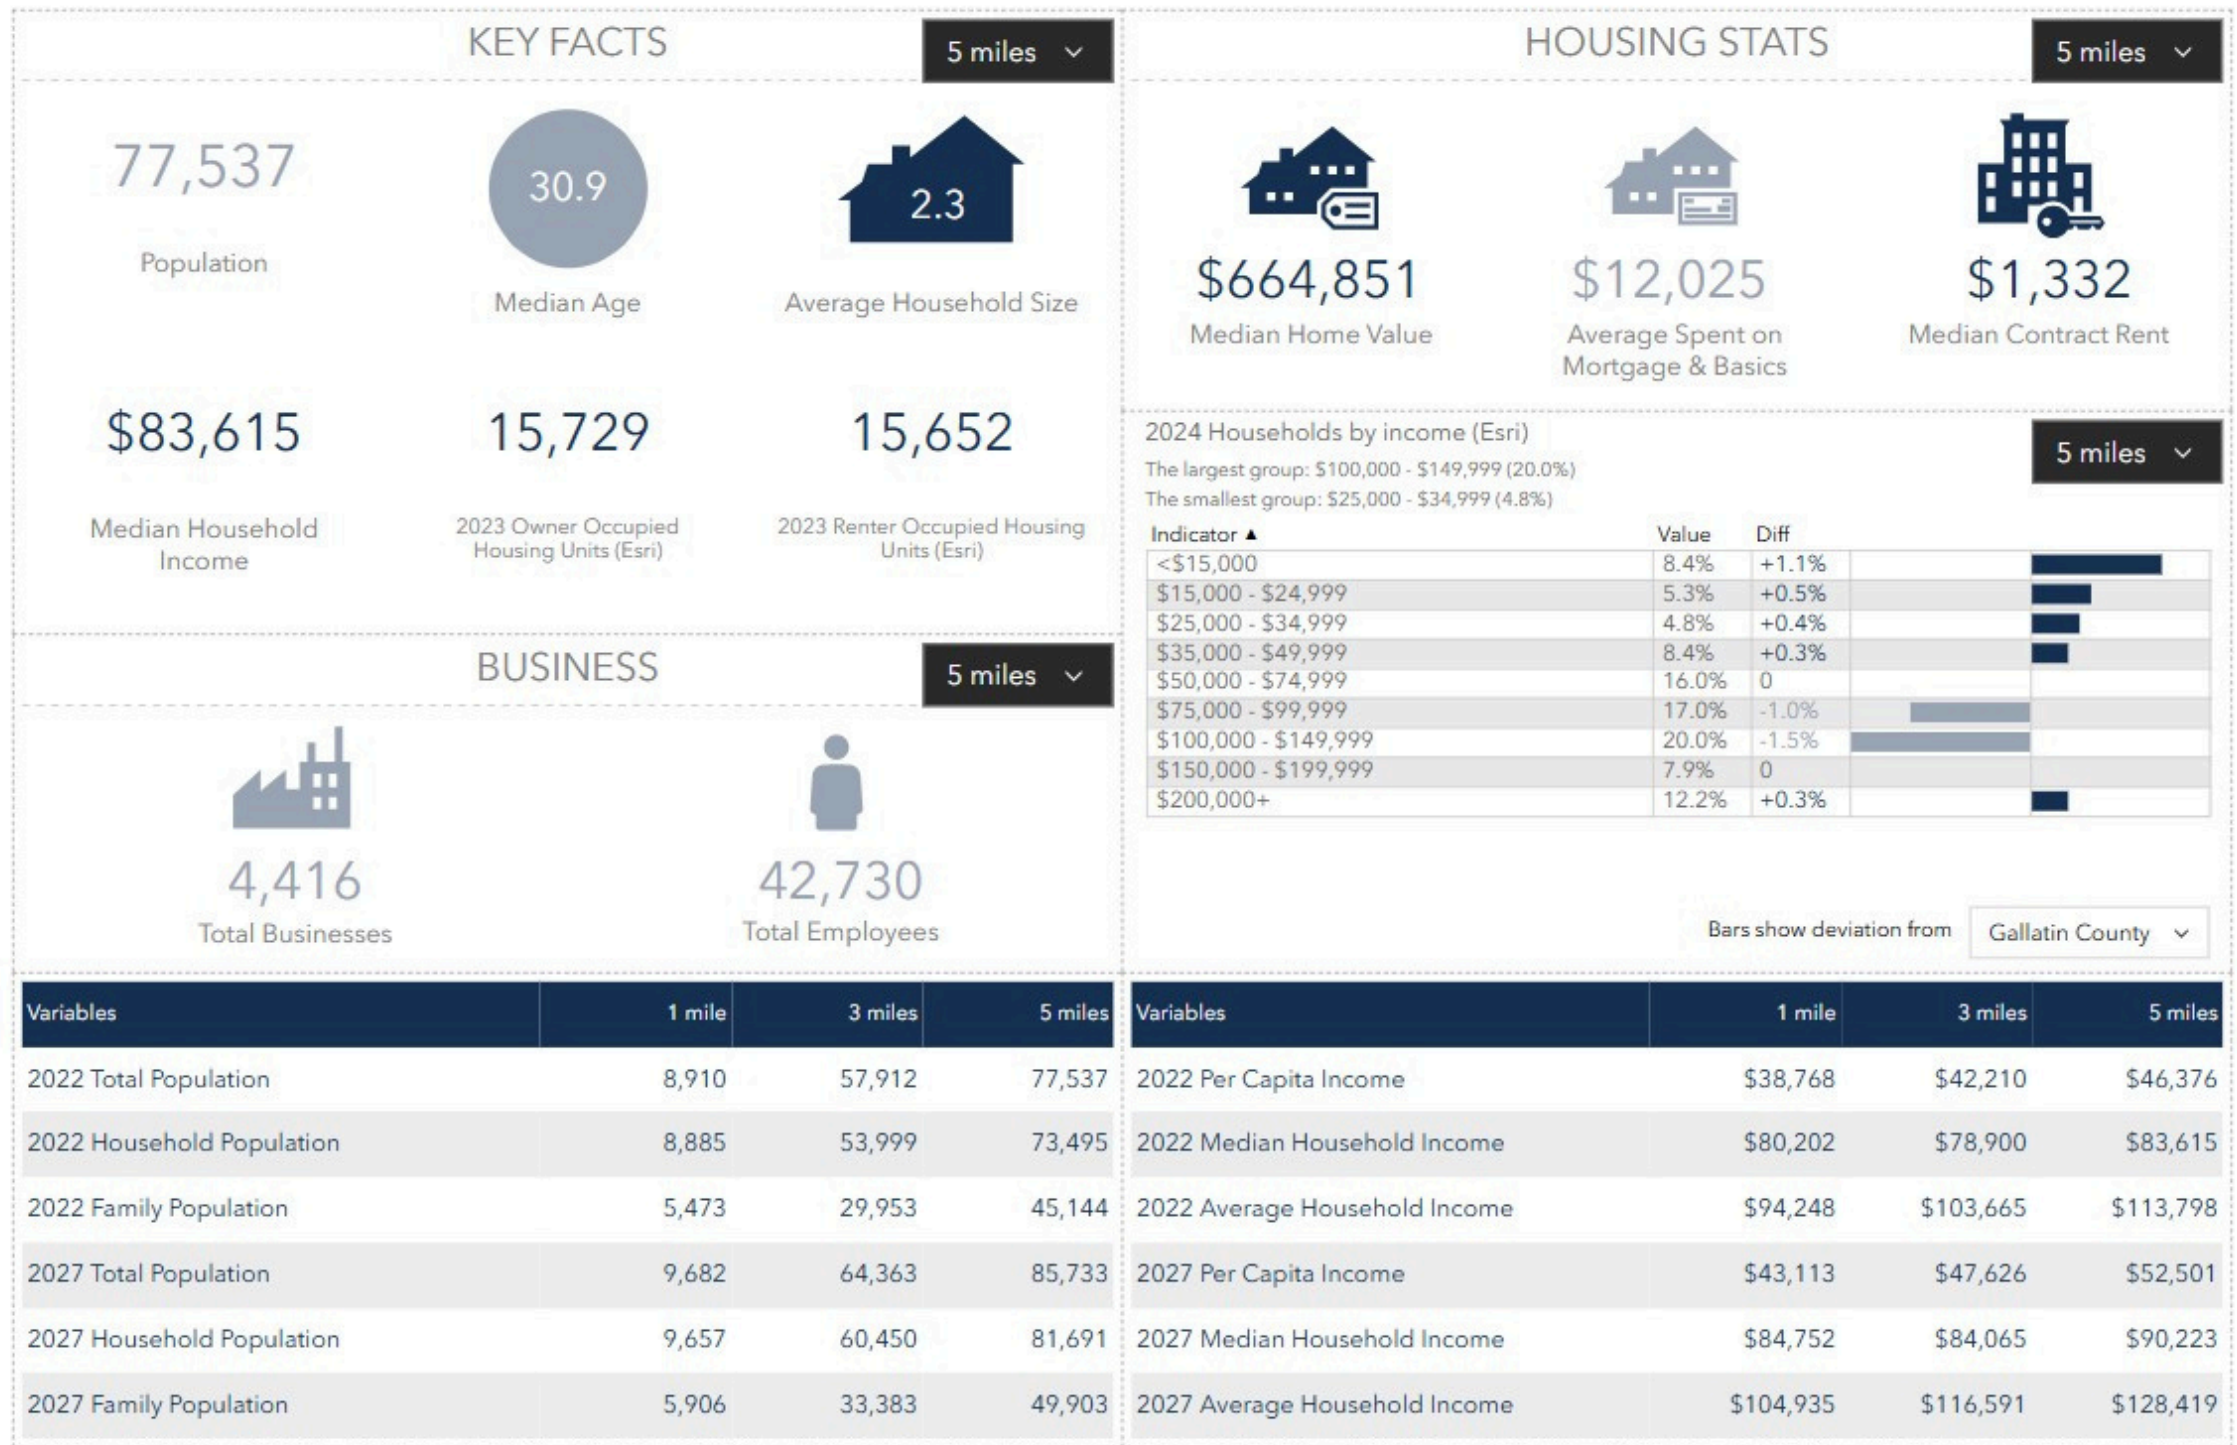 KEY FACTS
5 miles
77,537
Population
30.9
Median Age
2.3
Average Household Size
$83,615
Median Household
Income
15,729
2023 Owner Occupied
Housing Units (Esri)
15,652
2023 Renter Occupied Housing
Units (Esri)
BUSINESS
5 miles
4,416
Total Businesses
42,730
Total Employees
HOUSING STATS
5 miles
$664,851
Median Home Value
$12,025
Average Spent on
Mortgage & Basics
$1,332
Median Contract Rent
2024 Households by income (Esri)
5 miles
The largest group: $100,000 - $149,999 (20.0%)
The smallest group: $25,000 - $34,999 (4.8%)
Indicator ▲ Value Diff
<$15,000 8.4% +1.1%
$15,000 - $24,999 5.3% +0.5%
$25,000 - $34,999 4.8% +0.4%
$35,000 - $49,999 8.4% +0.3%
$50,000 - $74,999 16.0% 0
$75,000 - $99,999 17.0% -1.0%
$100,000 - $149,999 20.0% -1.5%
$150,000 - $199,999 7.9% 0
$200,000+ 12.2% +0.3%
Bars show deviation from Gallatin County
Variables 1 mile 3 miles 5 miles
2022 Total Population 8,910 57,912 77,537
2022 Household Population 8,885 53,999 73,495
2022 Family Population 5,473 29,953 45,144
2027 Total Population 9,682 64,363 85,733
2027 Household Population 9,657 60,450 81,691
2027 Family Population 5,906 33,383 49,903
Variables 1 mile 3 miles 5 miles
2022 Per Capita Income $38,768 $42,210 $46,376
2022 Median Household Income $80,202 $78,900 $83,615
2022 Average Household Income $94,248 $103,665 $113,798
2027 Per Capita Income $43,113 $47,626 $52,501
2027 Median Household Income $84,752 $84,065 $90,223
2027 Average Household Income $104,935 $116,591 $128,419